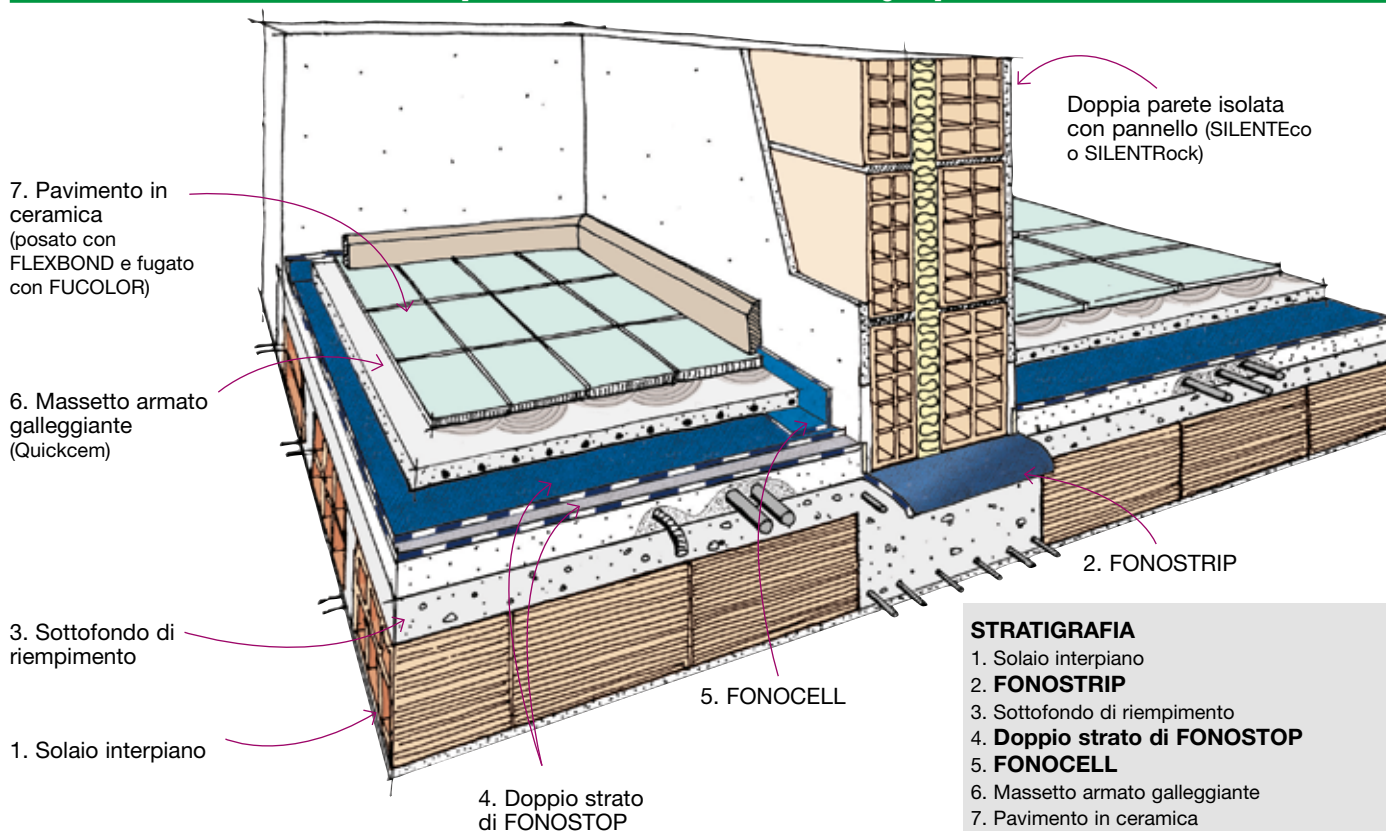 Doppia parete isolata
con pannello (SILENTEco
o SILENTRock)
7. Pavimento in
ceramica
(posato con
FLEXBOND e fugato
con FUCOLOR)
6. Massetto armato
galleggiante
(Quickcem)
2. FONOSTRIP
3. Sottofondo di
riempimento
5. FONOCELL
1. Solaio interpiano
4. Doppio strato
di FONOSTOP
STRATIGRAFIA
1. Solaio interpiano
2. FONOSTRIP
3. Sottofondo di riempimento
4. Doppio strato di FONOSTOP
5. FONOCELL
6. Massetto armato galleggiante
7. Pavimento in ceramica